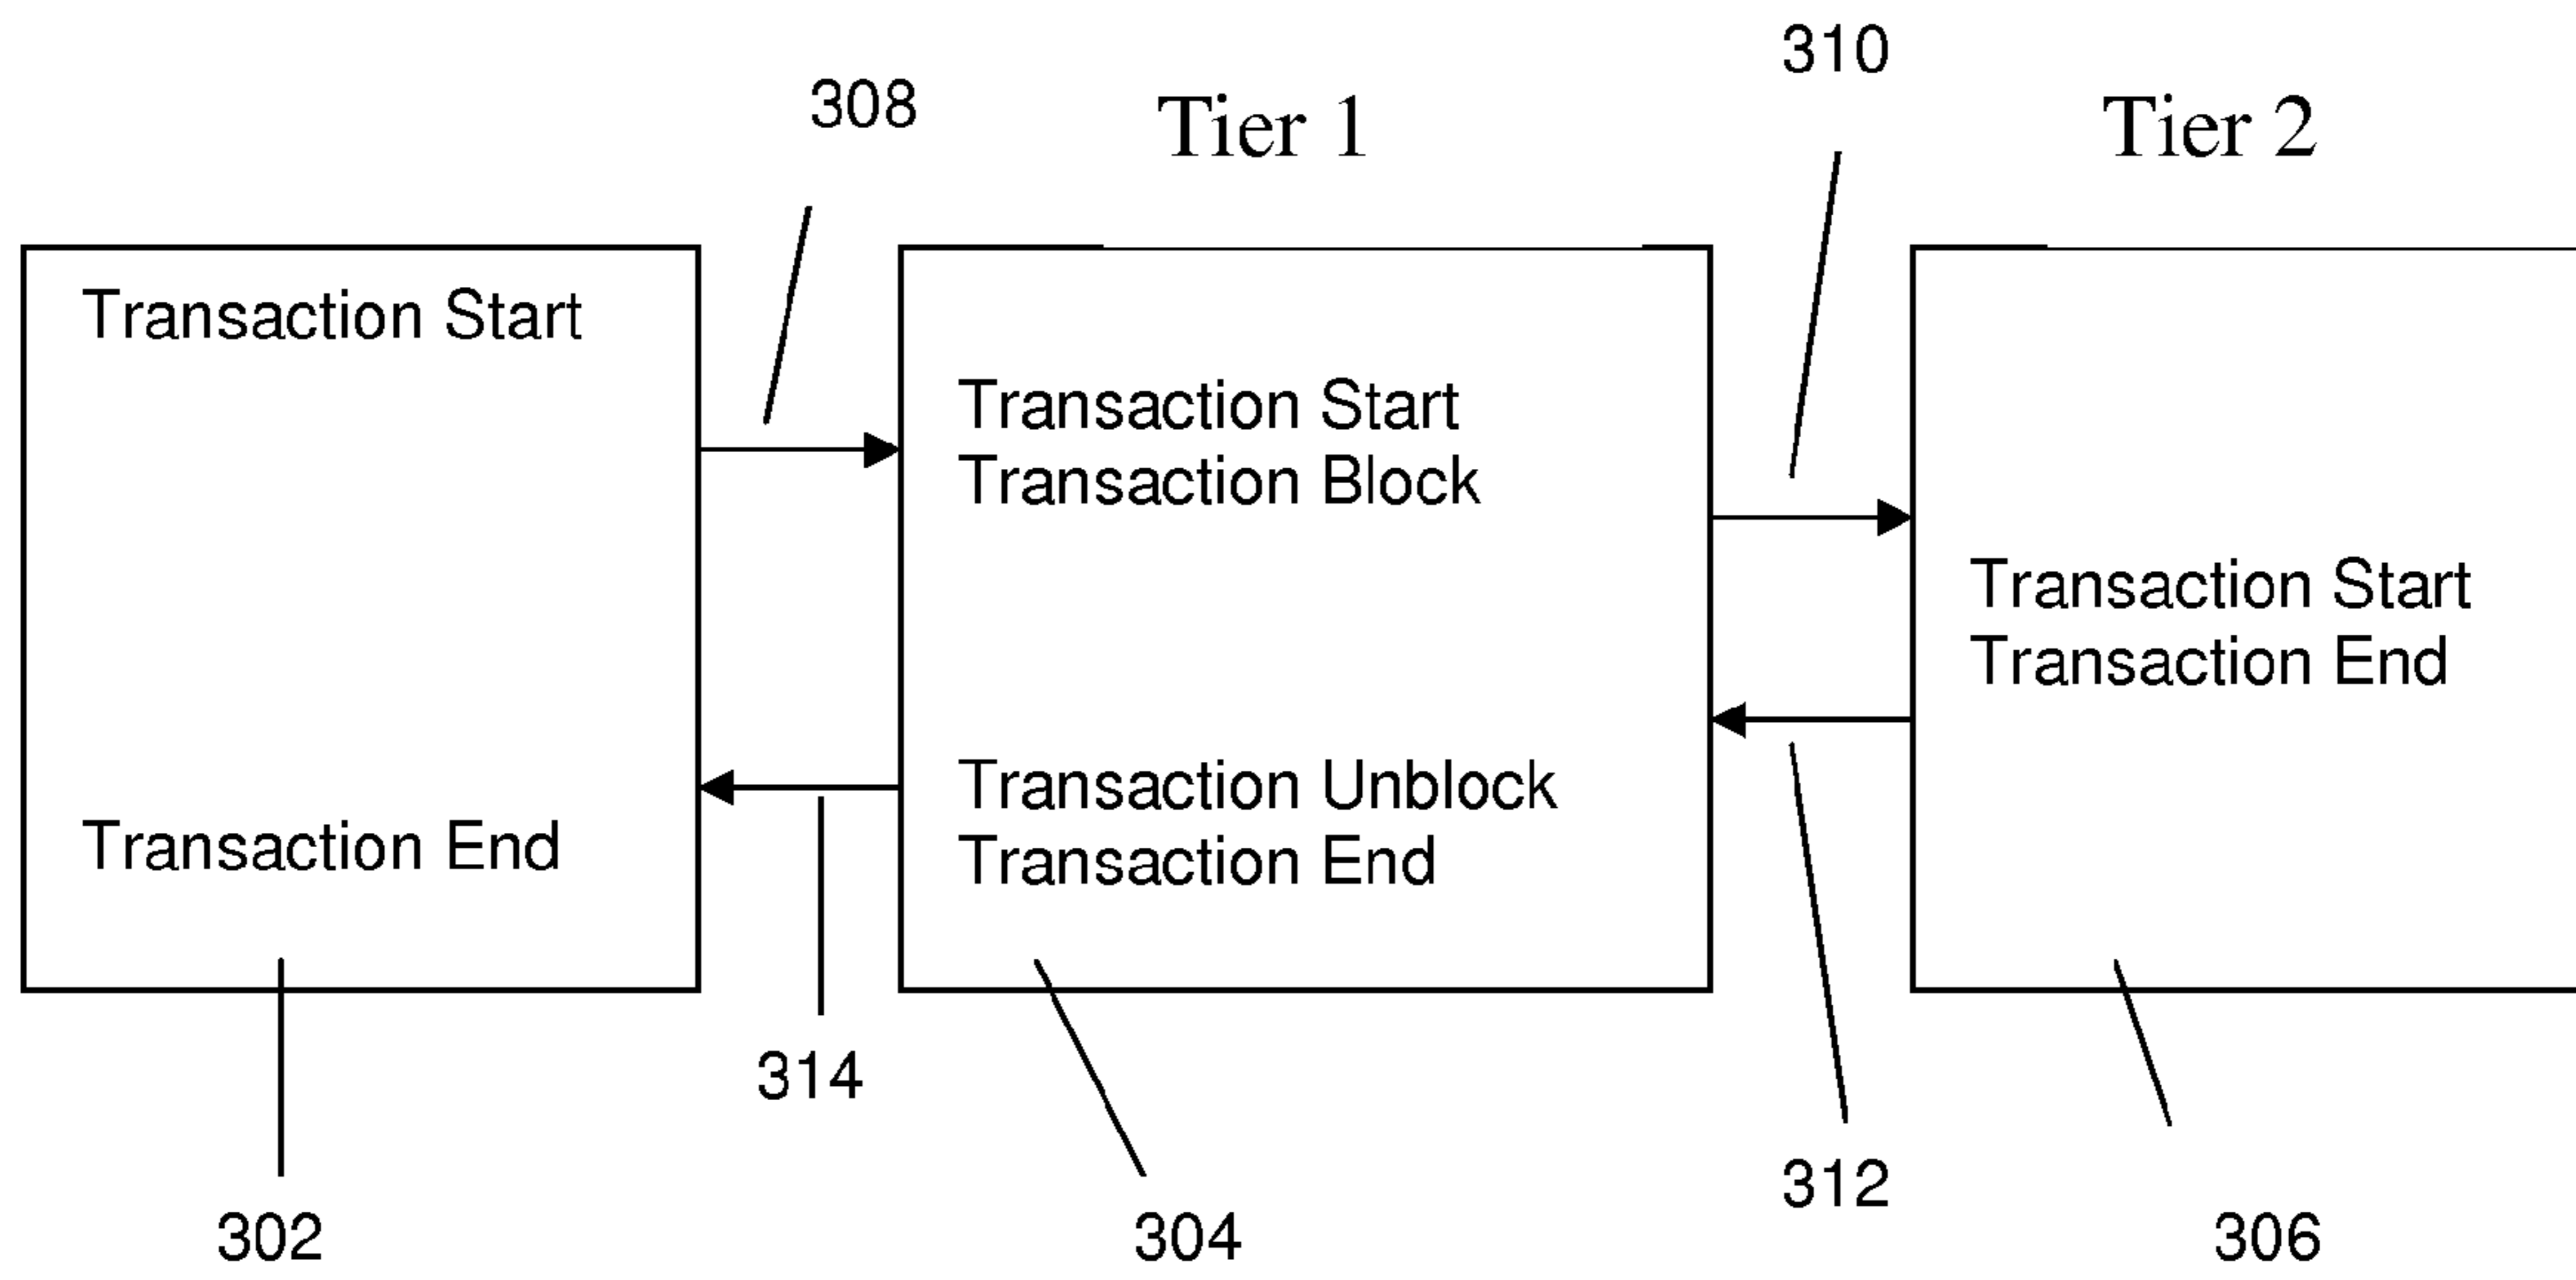 310
308
Tier 1
Tier 2
Transaction Start
Transaction Start
Transaction Block
Transaction Start
Transaction End
Transaction Unblock
Transaction End
Transaction End
314
312
302
304
306